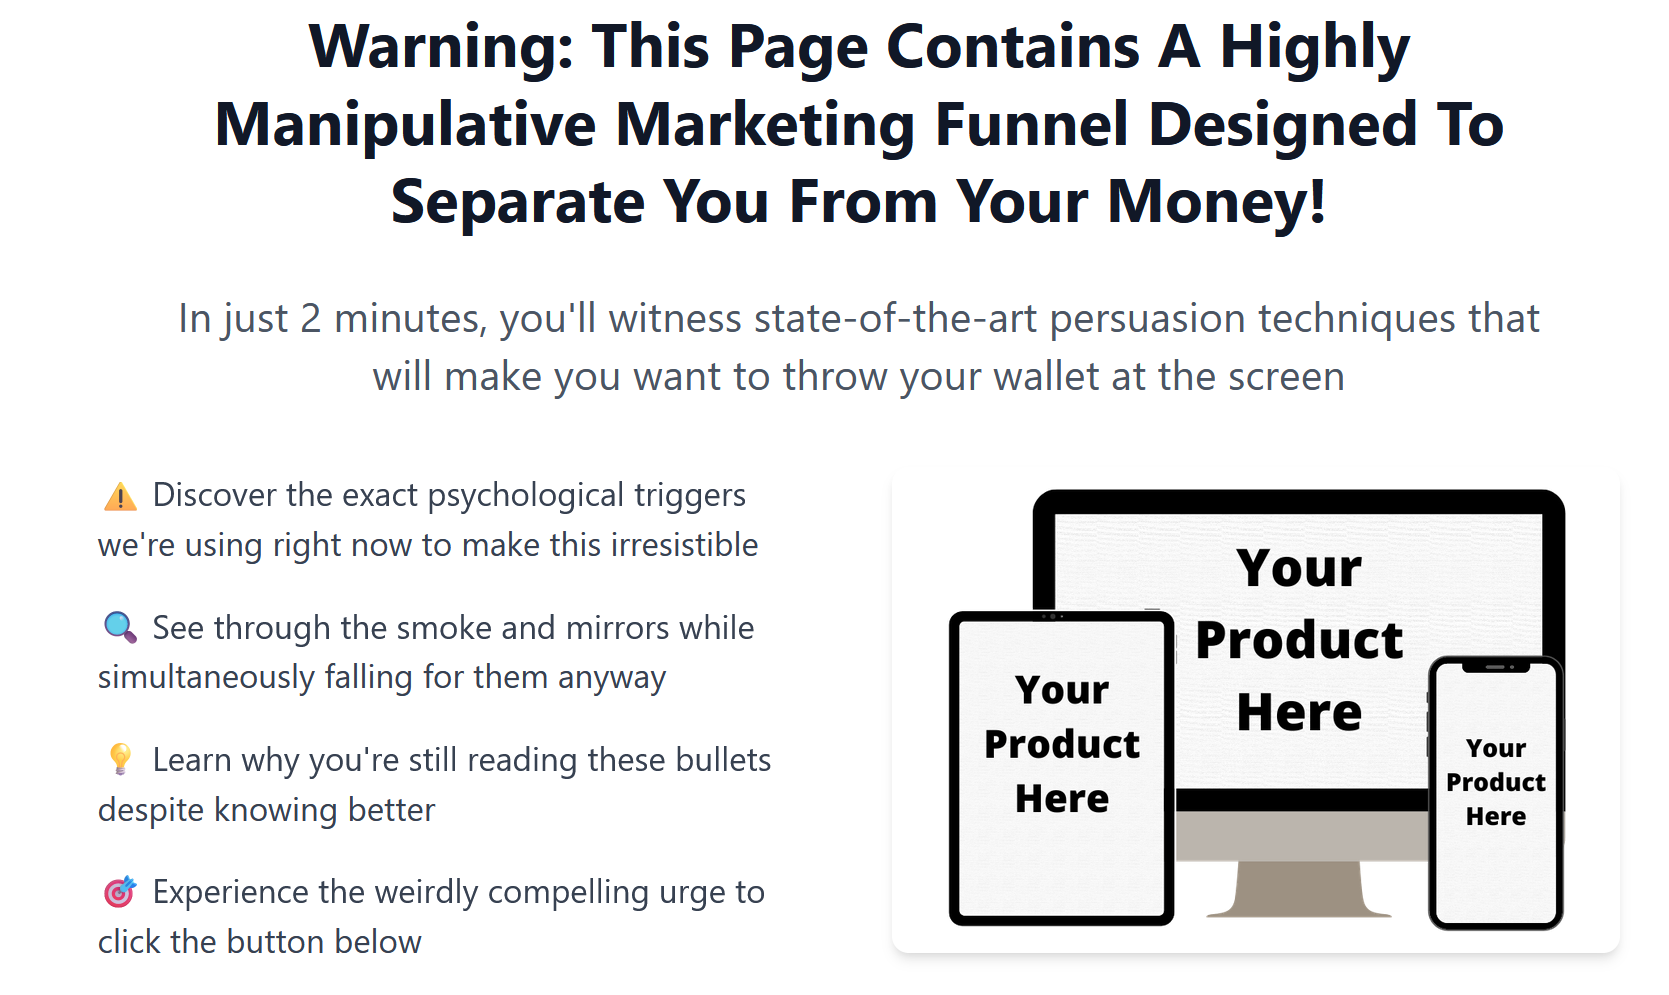 Warning: This Page Contains A Highly
Manipulative Marketing Funnel Designed To
Separate You From Your Money!
In just 2 minutes, you'll witness state-of-the-art persuasion techniques that
will make you want to throw your wallet at the screen
⚠️ Discover the exact psychological triggers
we're using right now to make this irresistible
🔍 See through the smoke and mirrors while
simultaneously falling for them anyway
💡 Learn why you're still reading these bullets
despite knowing better
🎯 Experience the weirdly compelling urge to
click the button below
Your
Product
Here
Your
Product
Here
Your
Product
Here